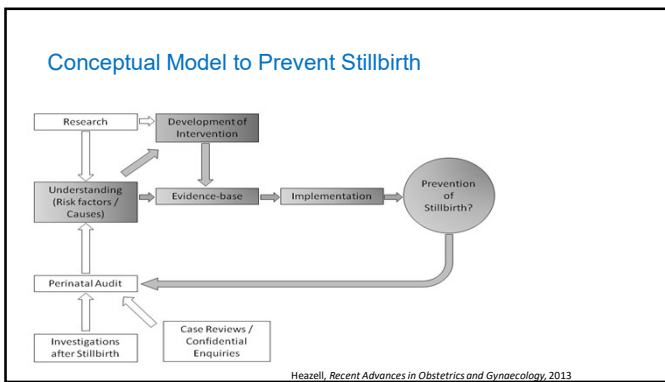 Conceptual Model to Prevent Stillbirth
Research
Development of
Intervention
Understanding
(Risk factors /
Causes)
Evidence-base
Implementation
Prevention
of
Stillbirth?
Perinatal Audit
Investigations
after Stillbirth
Case Reviews /
Confidential
Enquiries
Heazell, Recent Advances in Obstetrics and Gynaecology, 2013